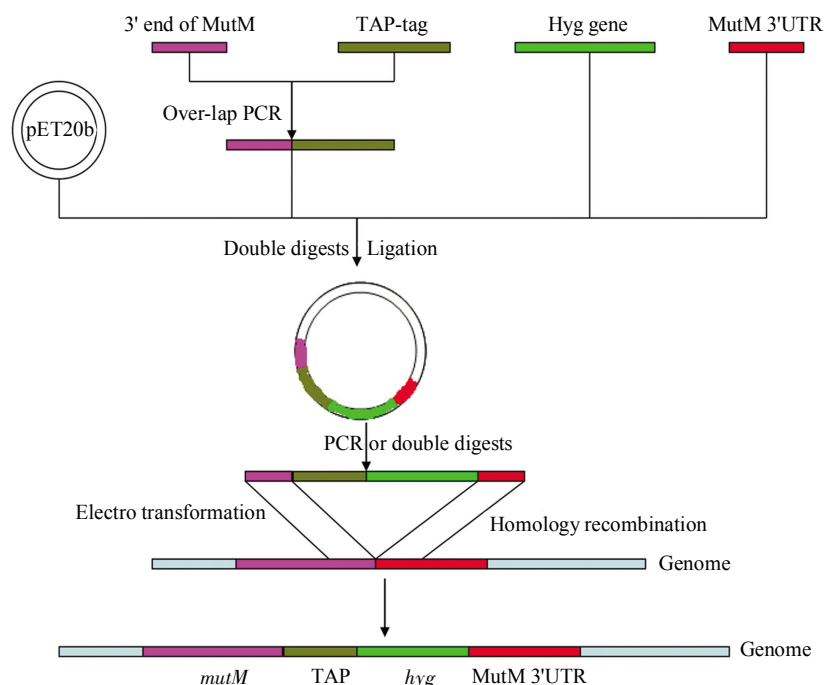 3' end of MutM
TAP-tag
Hyg gene
MutM 3'UTR
pET20b
Over-lap PCR
Double digests
Ligation
PCR or double digests
Electro transformation
Homology recombination
Genome
Genome
mutM
TAP
hyg
MutM 3'UTR